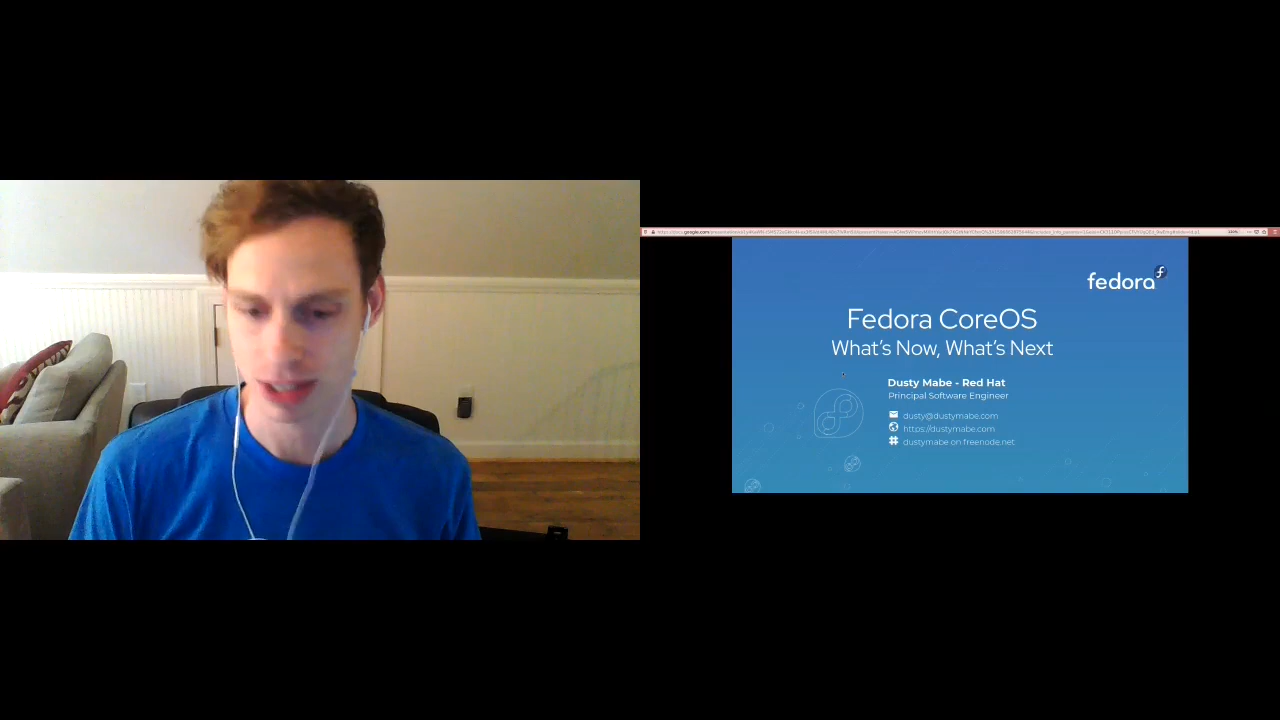 fedora
Fedora CoreOS
What's Now, What's Next
Dusty Mabe - Red Hat
Principal Software Engineer
dusty@dustymabe.com
https://dustymabe.com
dustymabe on freenode.net